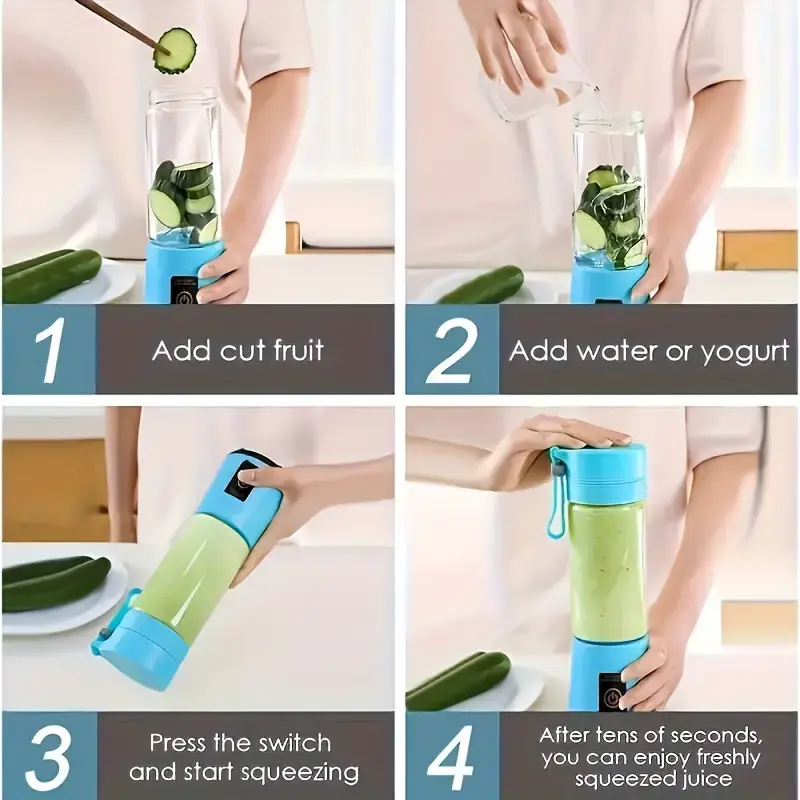 1
Add cut fruit
2
Add water or yogurt
3
Press the switch
and start squeezing
4
After tens of seconds,
you can enjoy freshly
squeezed juice